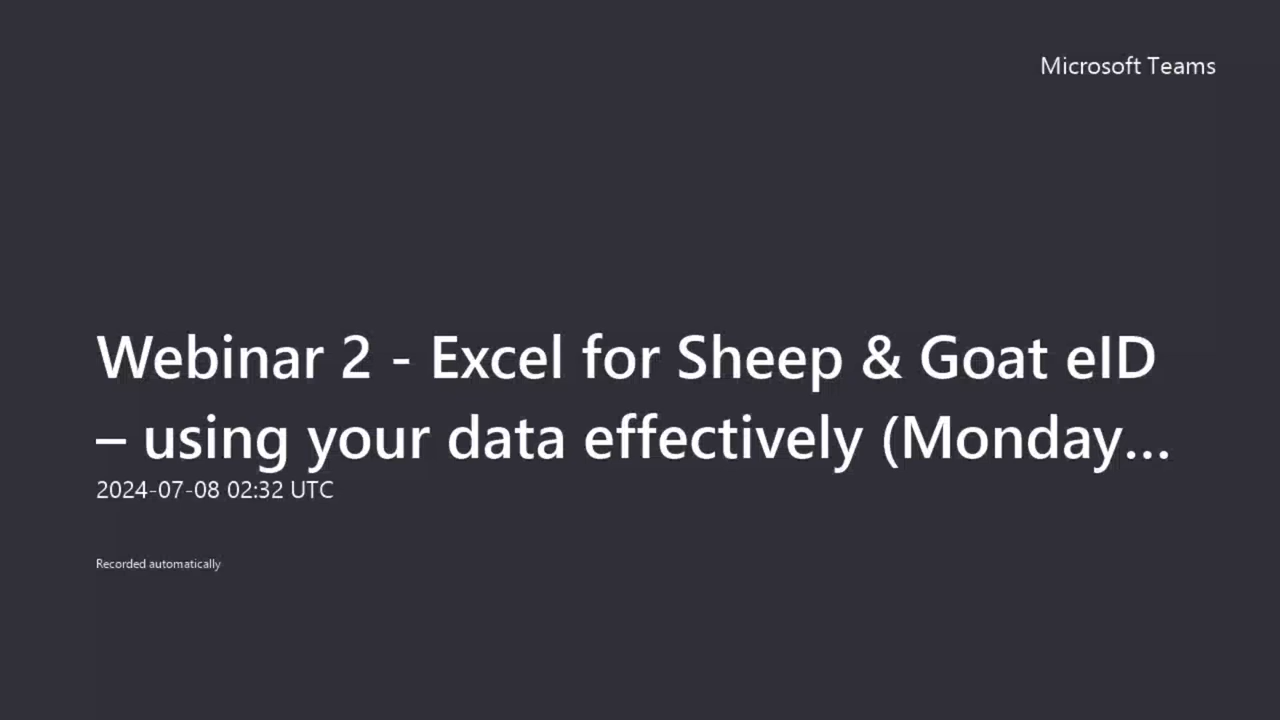 Microsoft Teams
Webinar 2 - Excel for Sheep & Goat eID
– using your data effectively (Monday...
2024-07-08 02:32 UTC
Recorded automatically